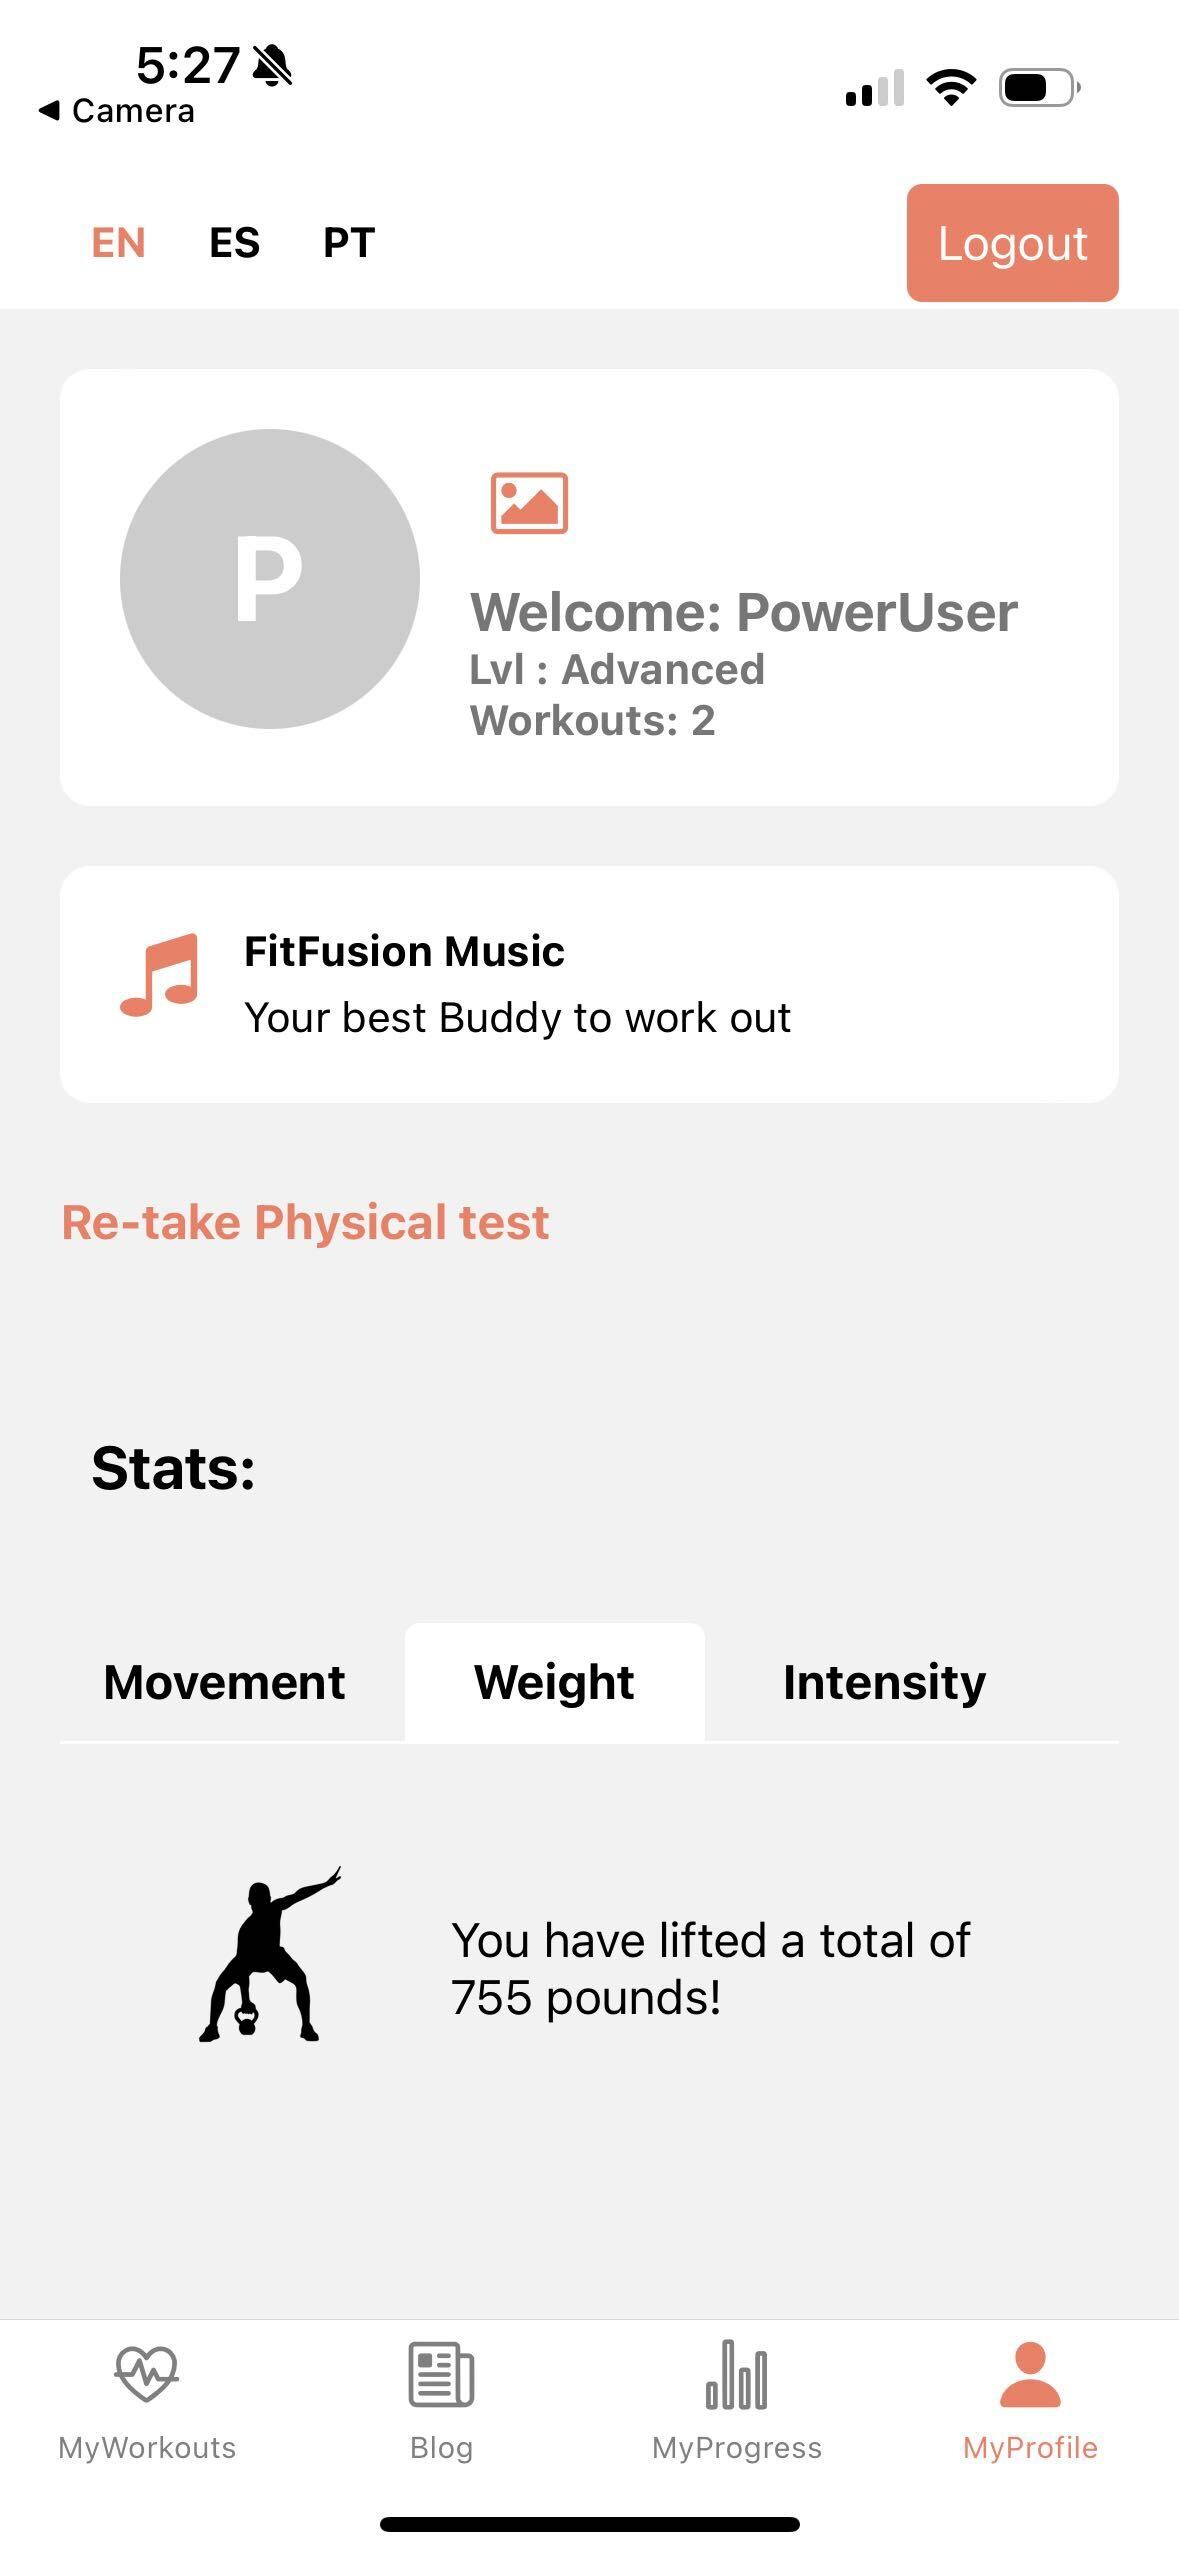 5:27
Camera
EN ES PT Logout
P
Welcome: PowerUser
Lvl : Advanced
Workouts: 2
FitFusion Music
Your best Buddy to work out
Re-take Physical test
Stats:
Movement Weight Intensity
You have lifted a total of
755 pounds!
MyWorkouts Blog MyProgress MyProfile